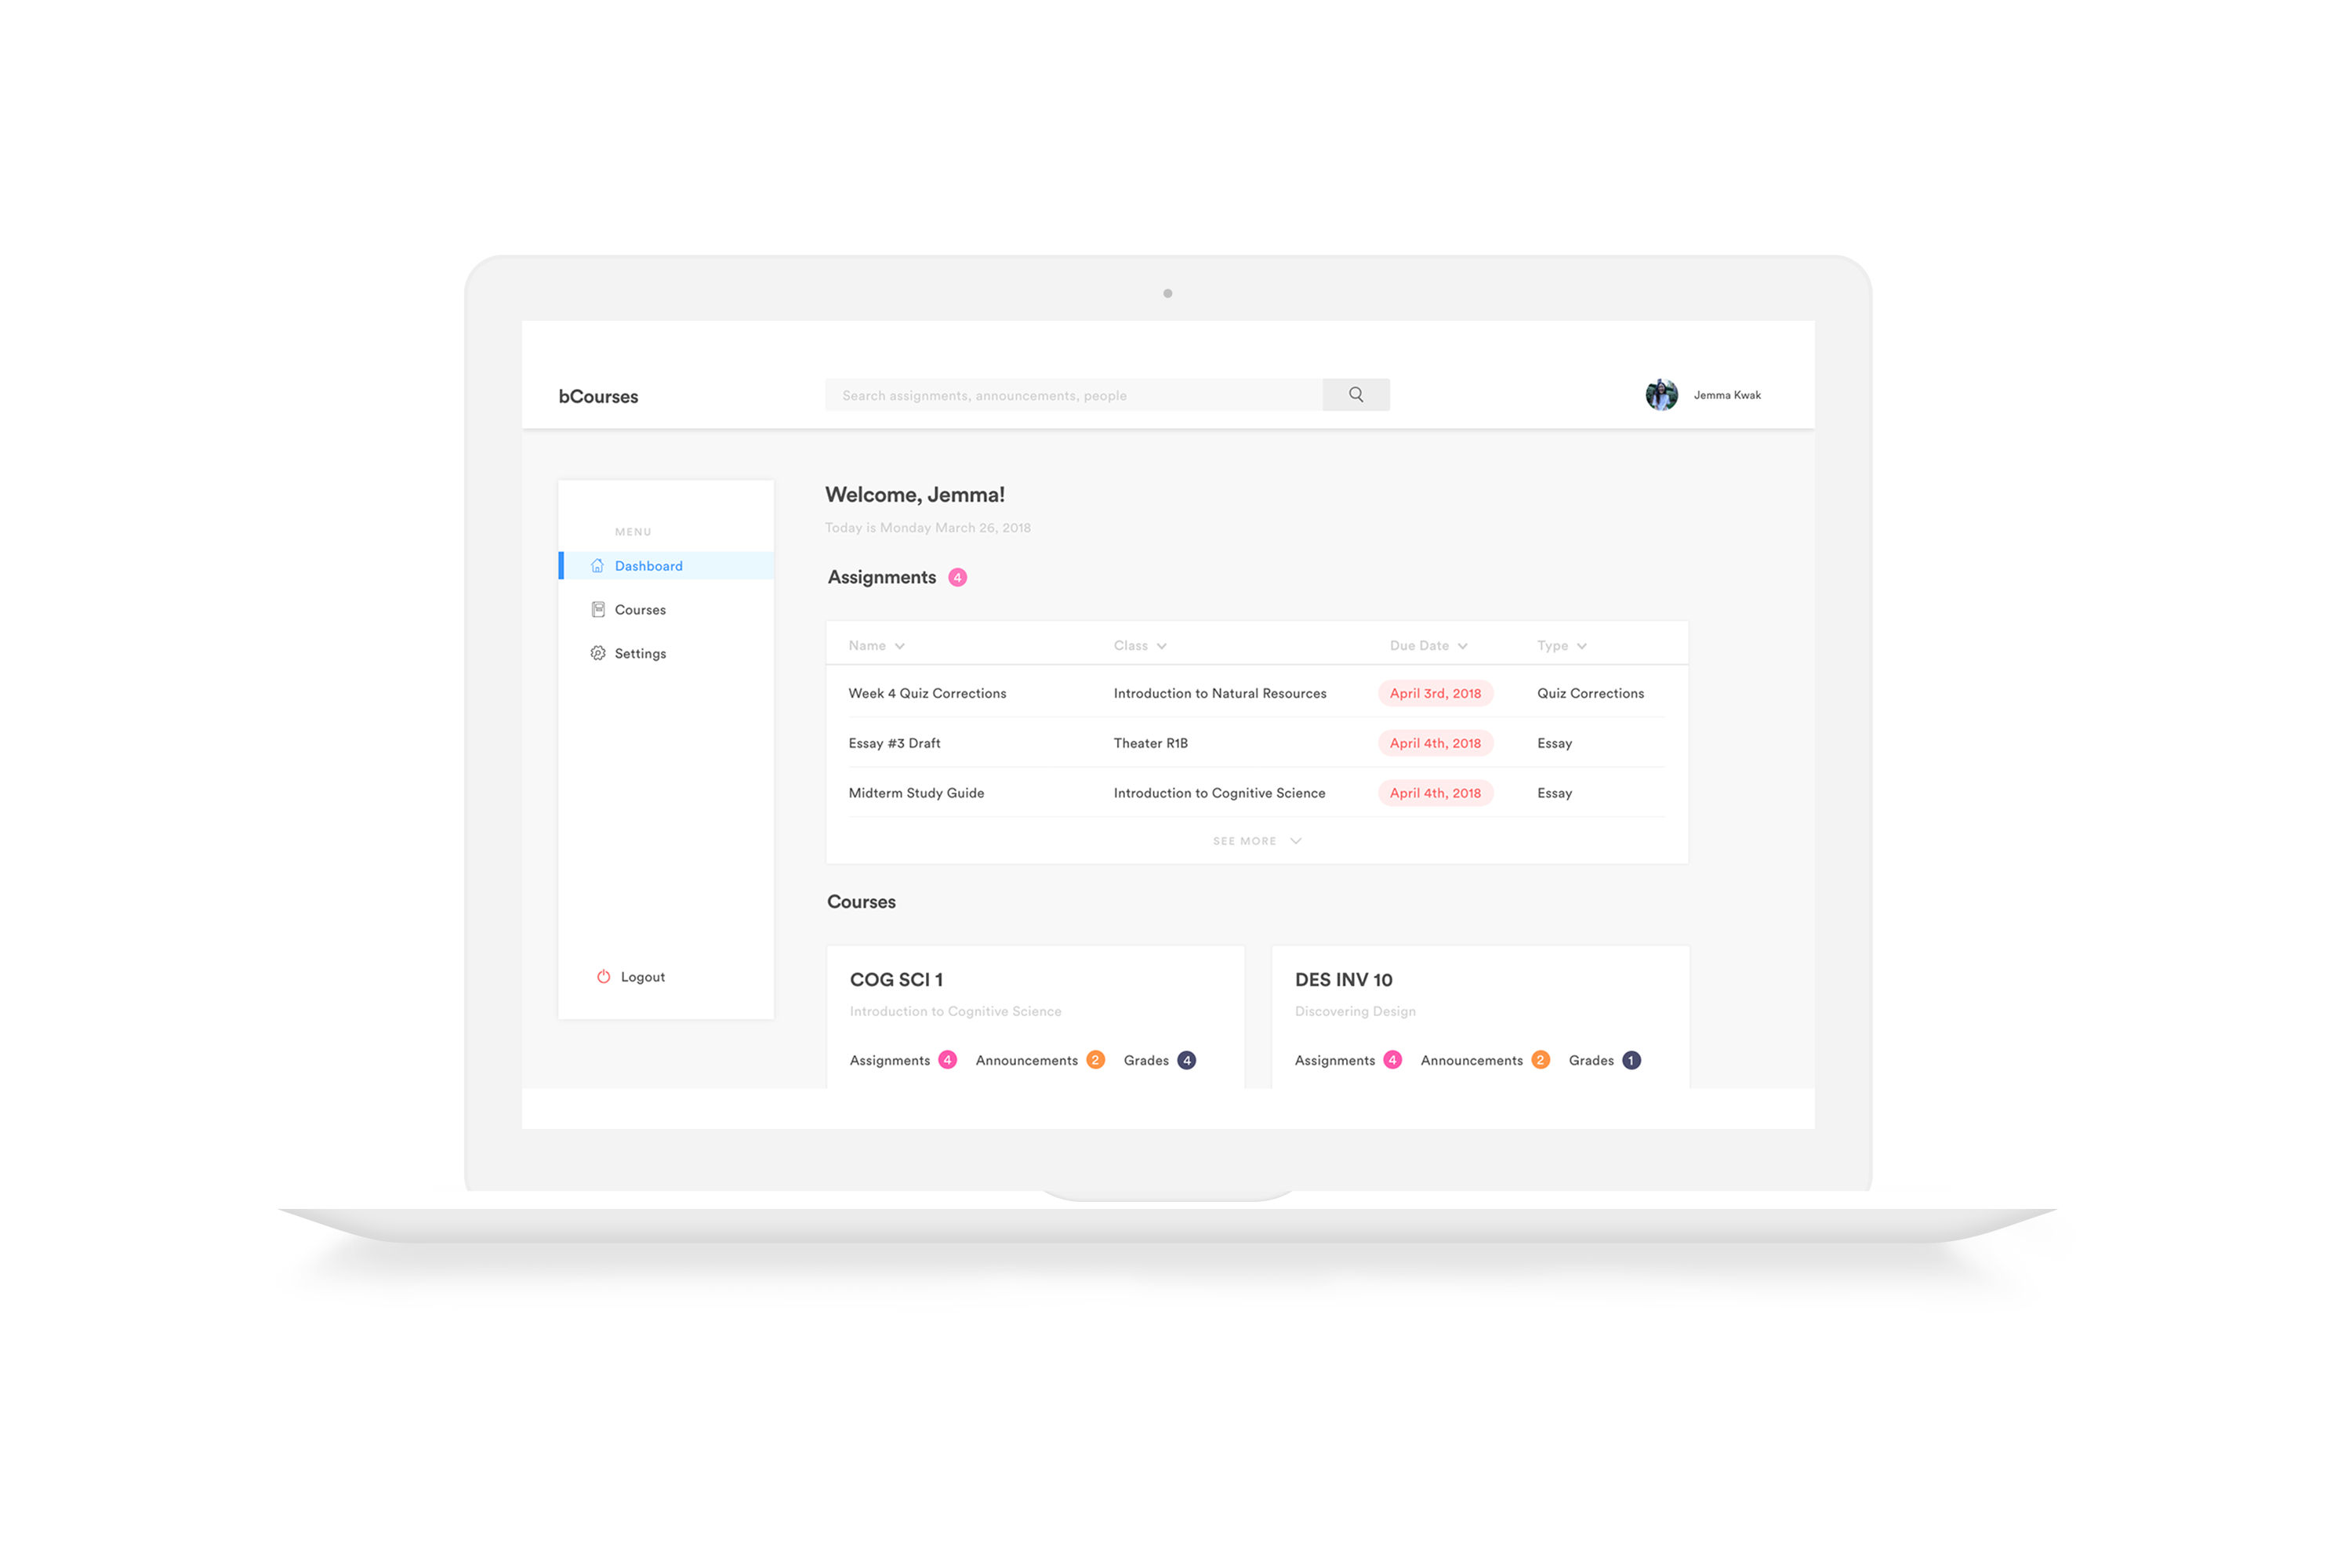 bCourses
Search assignments, announcements, people
Jemma Kwak
MENU
Dashboard
Courses
Settings
Logout
Welcome, Jemma!
Today is Monday March 26, 2018
Assignments 4
Name Class Due Date Type
Week 4 Quiz Corrections Introduction to Natural Resources April 3rd, 2018 Quiz Corrections
Essay #3 Draft Theater R1B April 4th, 2018 Essay
Midterm Study Guide Introduction to Cognitive Science April 4th, 2018 Essay
SEE MORE
Courses
COG SCI 1
Introduction to Cognitive Science
Assignments 4 Announcements 2 Grades 4
DES INV 10
Discovering Design
Assignments 4 Announcements 2 Grades 1